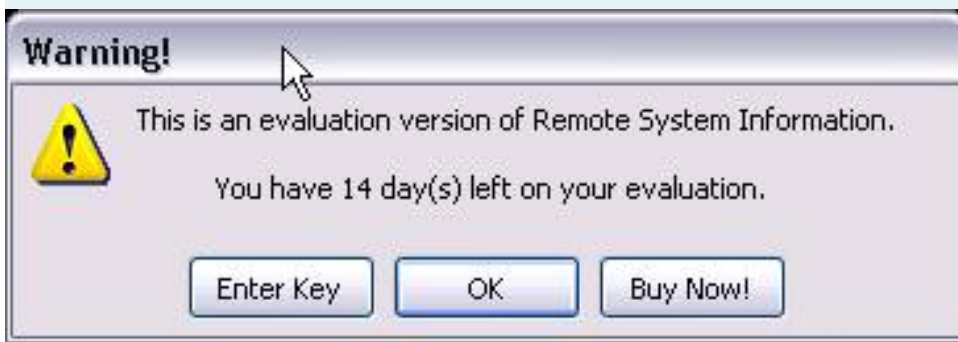 Warning!
This is an evaluation version of Remote System Information.
You have 14 day(s) left on your evaluation.
Enter Key OK Buy Now!